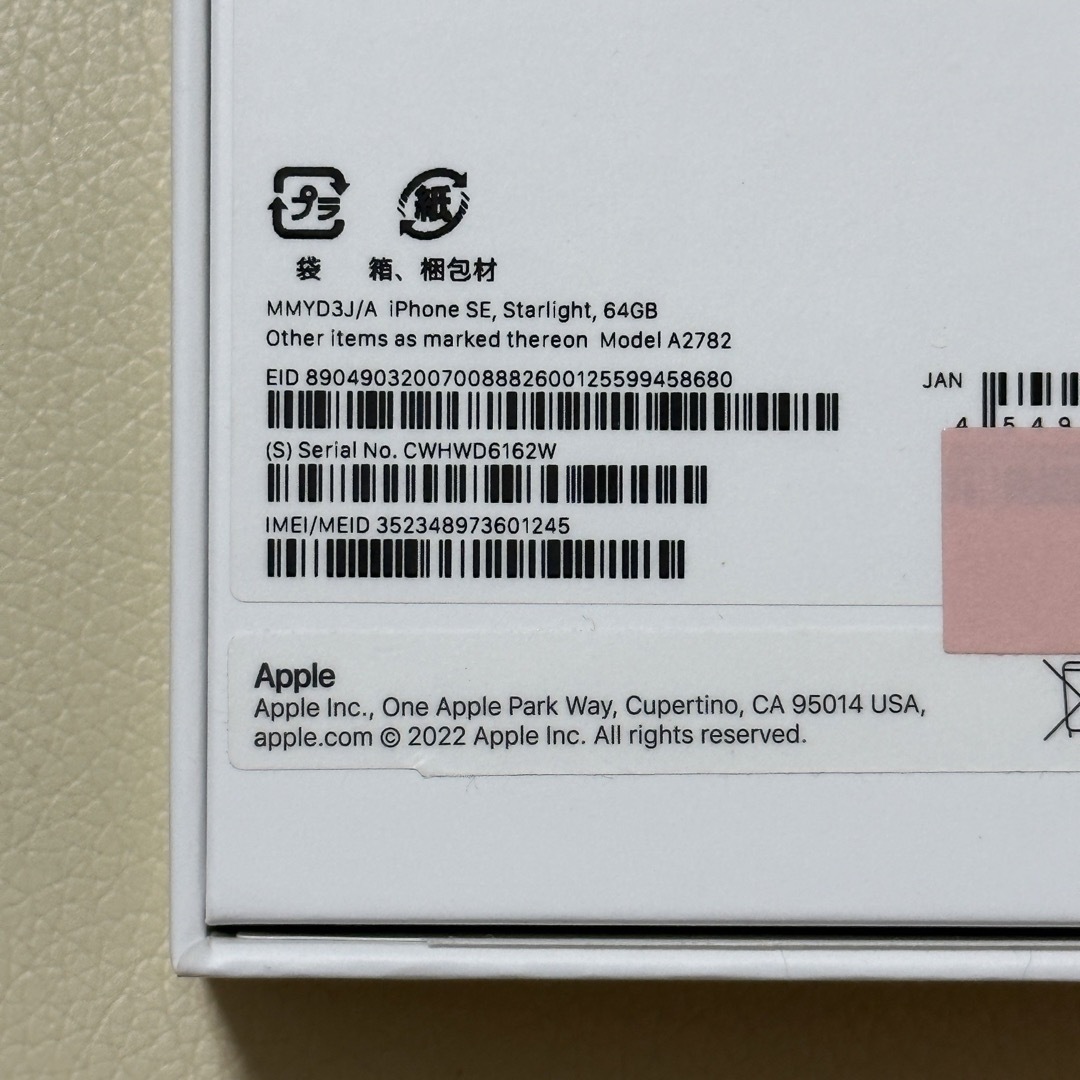 プラ 紙
袋 箱、梱包材
MMYD3J/A iPhone SE, Starlight, 64GB
Other items as marked thereon Model A2782
EID 89049032007008882600125599458680
JAN
4 549
(S) Serial No. CWHWD6162W
IMEI/MEID 352348973601245
Apple
Apple Inc., One Apple Park Way, Cupertino, CA 95014 USA,
apple.com © 2022 Apple Inc. All rights reserved.